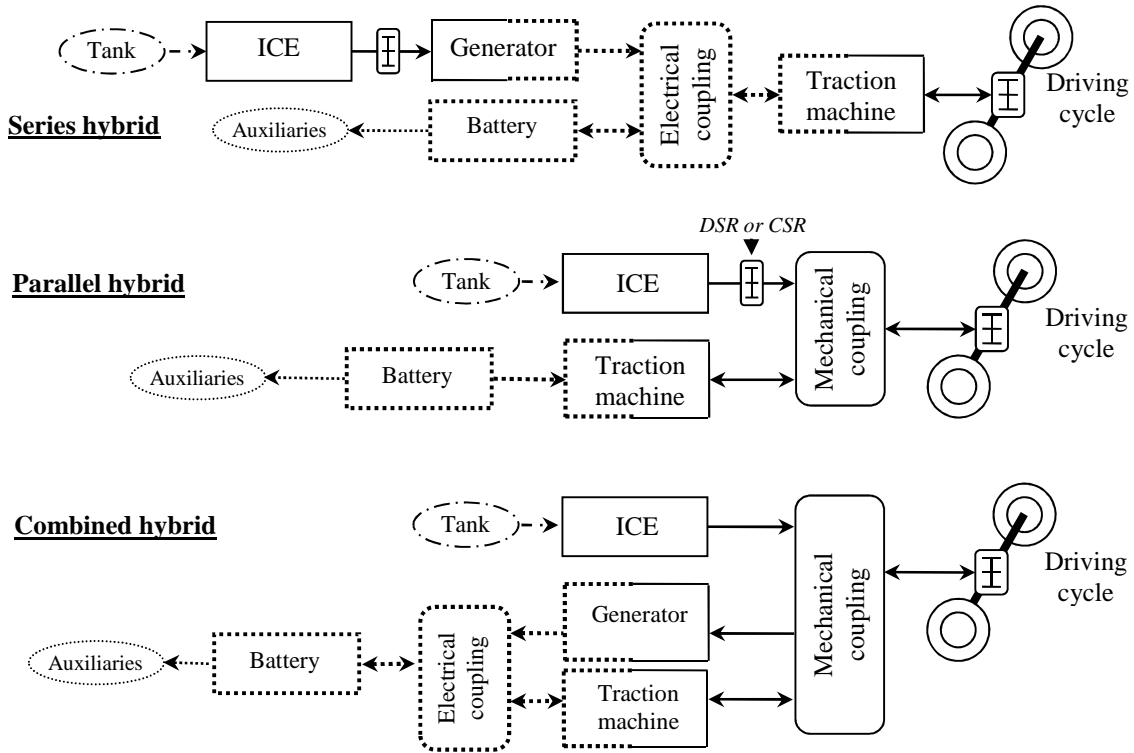 Tank
ICE
Generator
Electrical
coupling
Traction
machine
Driving
cycle
Auxiliaries
Battery
Series hybrid
DSR or CSR
Tank
ICE
Mechanical
coupling
Parallel hybrid
Driving
cycle
Auxiliaries
Battery
Traction
machine
Combined hybrid
Tank
ICE
Mechanical
coupling
Driving
cycle
Generator
Auxiliaries
Battery
Electrical
coupling
Traction
machine